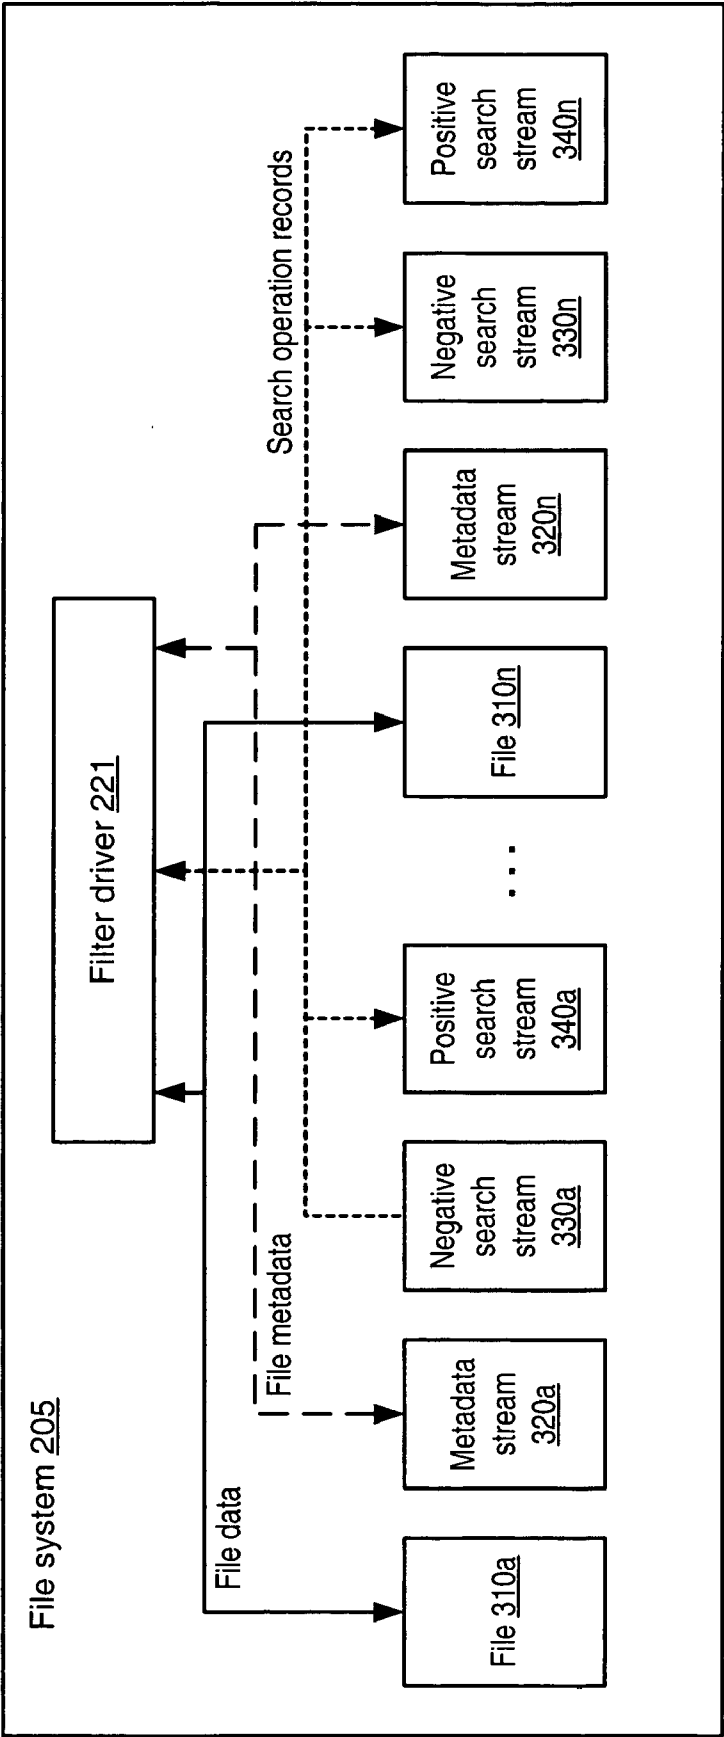 File system 205
Filter driver 221
File data
File metadata
Search operation records
File 310a
Metadata
stream
320a
Negative
search
stream
330a
Positive
search
stream
340a
. . .
File 310n
Metadata
stream
320n
Negative
search
stream
330n
Positive
search
stream
340n